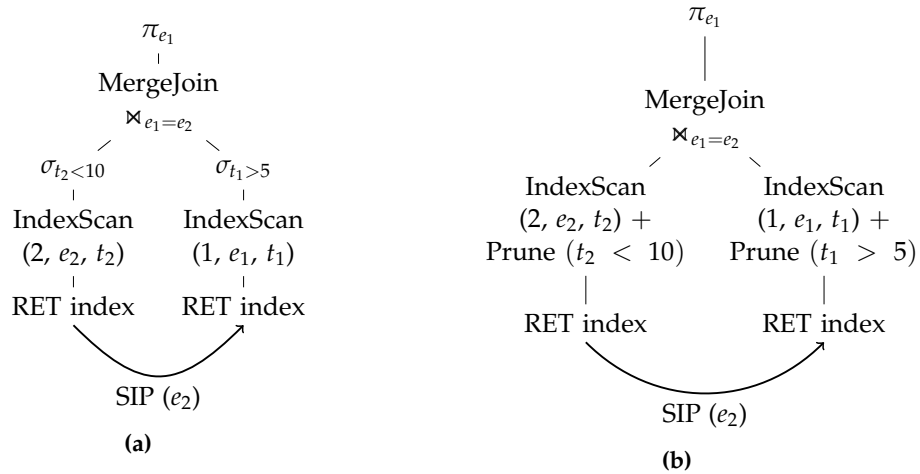 π_{e_1}
MergeJoin
⋈_{e_1=e_2}
σ_{t_2<10}
σ_{t_1>5}
IndexScan
(2, e_2, t_2)
IndexScan
(1, e_1, t_1)
RET index
RET index
SIP (e_2)
(a)
π_{e_1}
MergeJoin
⋈_{e_1=e_2}
IndexScan
(2, e_2, t_2) +
Prune (t_2 < 10)
IndexScan
(1, e_1, t_1) +
Prune (t_1 > 5)
RET index
RET index
SIP (e_2)
(b)